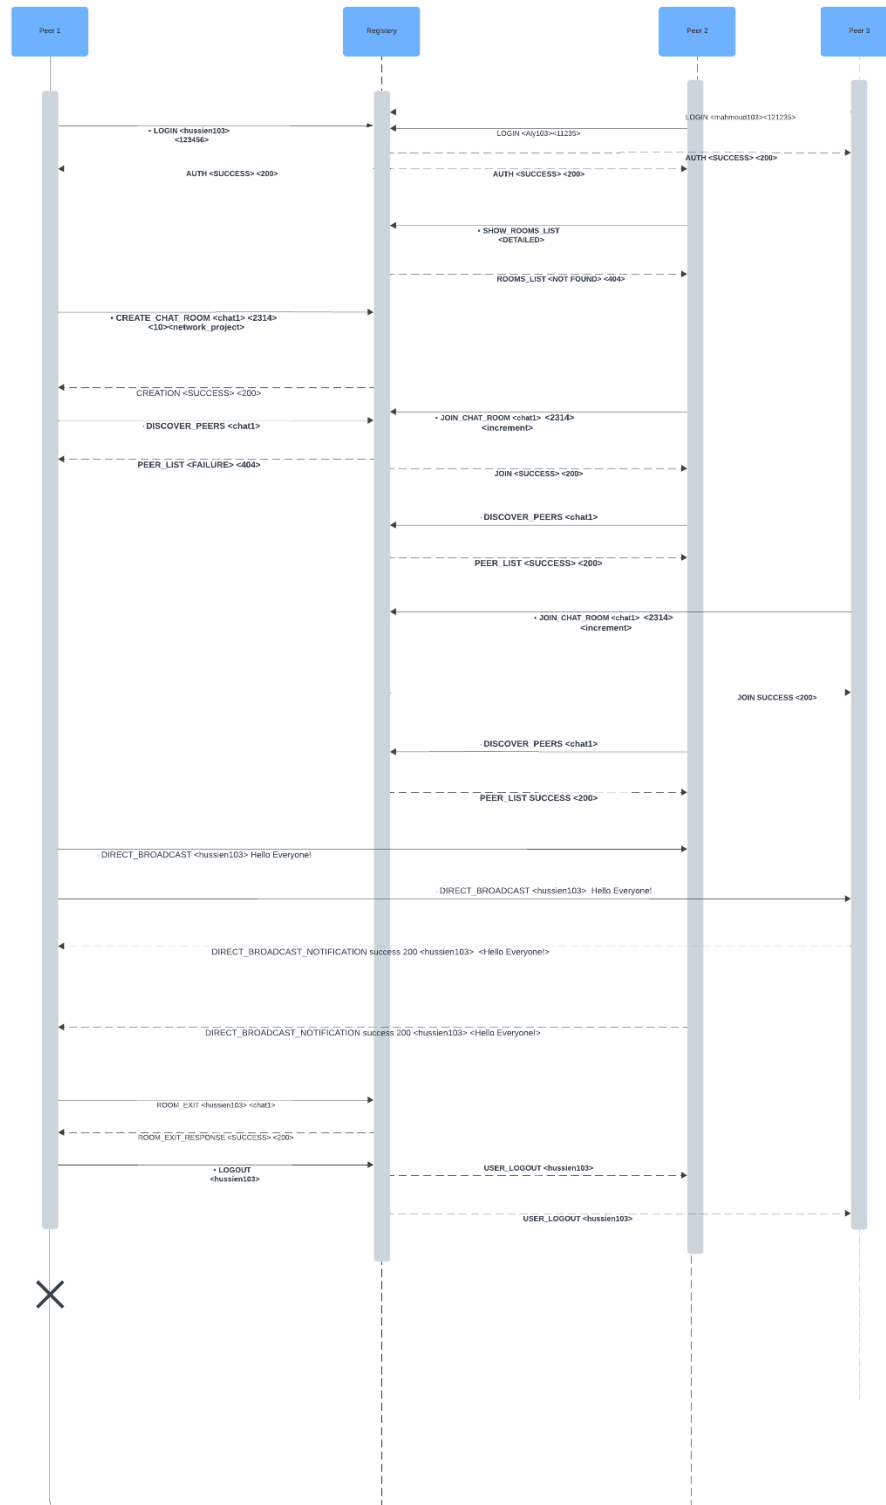 Peer 1
Registery
Peer 2
Peer 3
LOGIN <mahmoud103><121235>
• LOGIN <hussien103>
<123456>
LOGIN <Aly103><11235>
AUTH <SUCCESS> <200>
AUTH <SUCCESS> <200>
AUTH <SUCCESS> <200>
• SHOW_ROOMS_LIST
<DETAILED>
ROOMS_LIST <NOT FOUND> <404>
• CREATE_CHAT_ROOM <chat1> <2314>
<10><network_project>
CREATION <SUCCESS> <200>
• JOIN_CHAT_ROOM <chat1> <2314>
<increment>
· DISCOVER_PEERS <chat1>
PEER_LIST <FAILURE> <404>
JOIN <SUCCESS> <200>
· DISCOVER_PEERS <chat1>
PEER_LIST <SUCCESS> <200>
• JOIN_CHAT_ROOM <chat1> <2314>
<increment>
JOIN SUCCESS <200>
· DISCOVER_PEERS <chat1>
PEER_LIST SUCCESS <200>
· DIRECT_BROADCAST <hussien103> Hello Everyone!
· DIRECT_BROADCAST <hussien103> Hello Everyone!
DIRECT_BROADCAST_NOTIFICATION success 200 <hussien103> <Hello Everyone!>
DIRECT_BROADCAST_NOTIFICATION success 200 <hussien103> <Hello Everyone!>
ROOM_EXIT <hussien103> <chat1>
ROOM_EXIT_RESPONSE <SUCCESS> <200>
• LOGOUT
<hussien103>
USER_LOGOUT <hussien103>
USER_LOGOUT <hussien103>